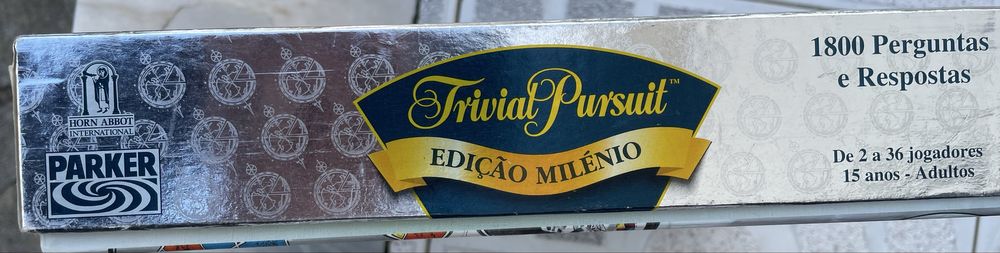 HORN ABBOT
INTERNATIONAL
PARKER
Trivial Pursuit™
EDIÇÃO MILÉNIO
1800 Perguntas
e Respostas
De 2 a 36 jogadores
15 anos - Adultos